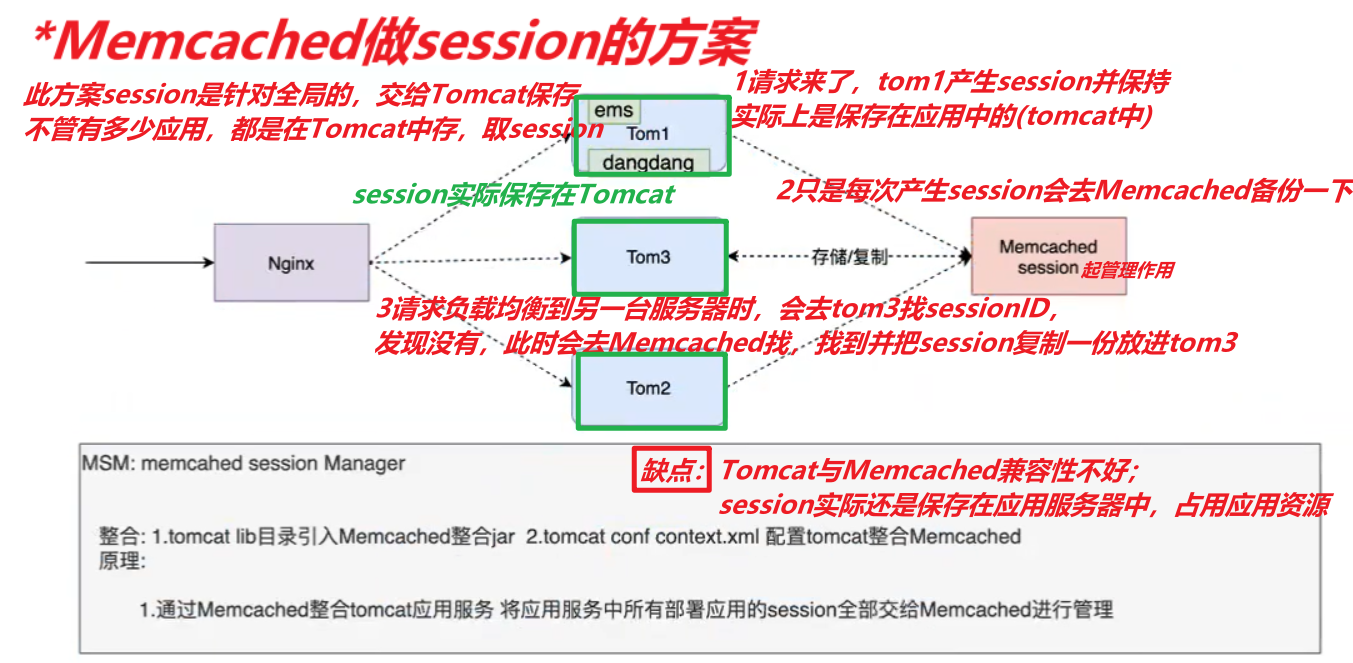 *Memcached做session的方案
此方案session是针对全局的，交给Tomcat保存
不管有多少应用，都是在Tomcat中存，取session
1请求来了，tom1产生session并保持
实际上是保存在应用中的(tomcat中)
ems
Tom1
dangdang
session实际保存在Tomcat
2只是每次产生session会去Memcached备份一下
Nginx
Tom3
存储/复制
Memcached
session
起管理作用
3请求负载均衡到另一台服务器时，会去tom3找sessionID，
发现没有，此时会去Memcached找，找到并把session复制一份放进tom3
Tom2
MSM: memcahed session Manager
缺点：Tomcat与Memcached兼容性不好；
session实际还是保存在应用服务器中，占用应用资源
整合: 1.tomcat lib目录引入Memcached整合jar 2.tomcat conf context.xml 配置tomcat整合Memcached
原理:
1.通过Memcached整合tomcat应用服务 将应用服务中所有部署应用的session全部交给Memcached进行管理